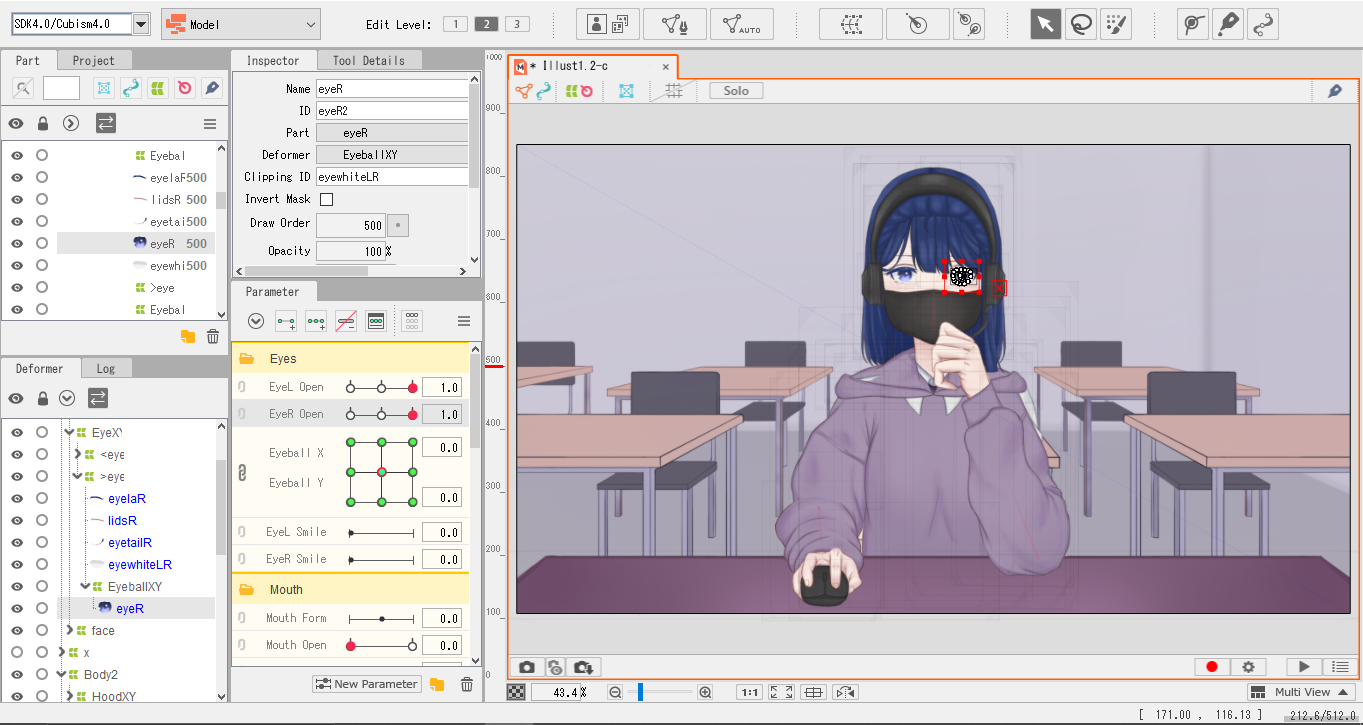 SDK4.0/Cubism4.0
Model
Edit Level: 1 2 3
AUTO
Part Project
Eyebal
eyelaR500
lidsR 500
eyetai500
eyeR 500
eyewhi500
>eye
Eyebal
Deformer Log
EyeXY
<eye
>eye
eyelaR
lidsR
eyetailR
eyewhiteLR
EyeballXY
eyeR
face
x
Body2
HoodXY
Inspector Tool Details
Name eyeR
ID eyeR2
Part eyeR
Deformer EyeballXY
Clipping ID eyewhiteLR
Invert Mask
Draw Order 500
Opacity 100 %
Parameter
Eyes
EyeL Open 1.0
EyeR Open 1.0
Eyeball X 0.0
Eyeball Y 0.0
EyeL Smile 0.0
EyeR Smile 0.0
Mouth
Mouth Form 0.0
Mouth Open 0.0
New Parameter
1000
900
800
700
600
500
400
300
200
100
0
* Illust1.2-c ×
Solo
43.4 %
1:1
Multi View
[ 171.00 , 116.13 ] 212.6/512.0